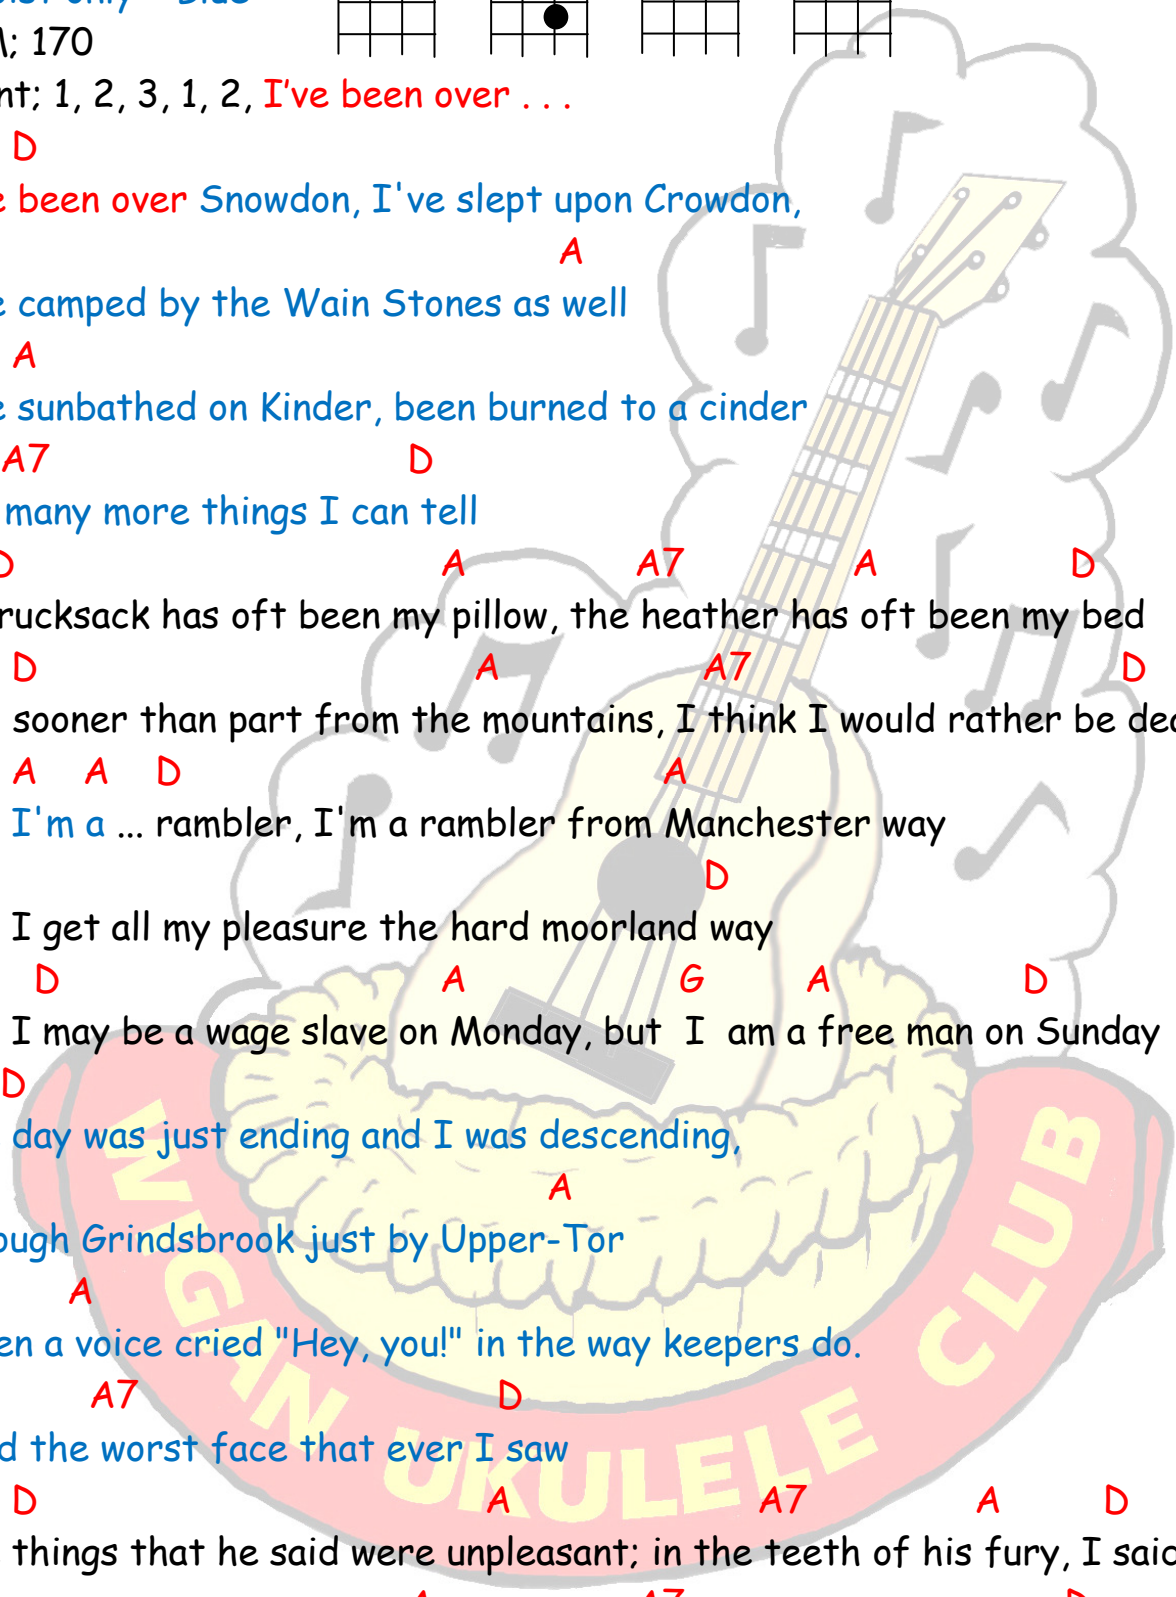 M; 170
nt; 1, 2, 3, 1, 2, I've been over . . .
D
e been over Snowdon, I've slept upon Crowdon,
A
e camped by the Wain Stones as well
A
e sunbathed on Kinder, been burned to a cinder
A7 D
many more things I can tell
D A A7 A D
rucksack has oft been my pillow, the heather has oft been my bed
D A A7 D
sooner than part from the mountains, I think I would rather be dea
A A D A
I'm a ... rambler, I'm a rambler from Manchester way
D
I get all my pleasure the hard moorland way
D A G A D
I may be a wage slave on Monday, but I am a free man on Sunday
D
day was just ending and I was descending,
A
ough Grindsbrook just by Upper-Tor
A
en a voice cried "Hey, you!" in the way keepers do.
A7 D
d the worst face that ever I saw
D A A7 A D
things that he said were unpleasant; in the teeth of his fury, I said
A A7 D
WIGAN UKULELE CLUB